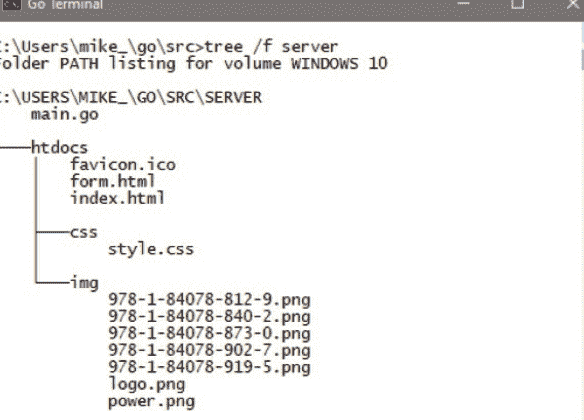 Go Terminal
:\Users\mike_\go\src>tree /f server
Folder PATH listing for volume WINDOWS 10
:\USERS\MIKE_\GO\SRC\SERVER
main.go
htdocs
favicon.ico
form.html
index.html
css
style.css
img
978-1-84078-812-9.png
978-1-84078-840-2.png
978-1-84078-873-0.png
978-1-84078-902-7.png
978-1-84078-919-5.png
logo.png
power.png